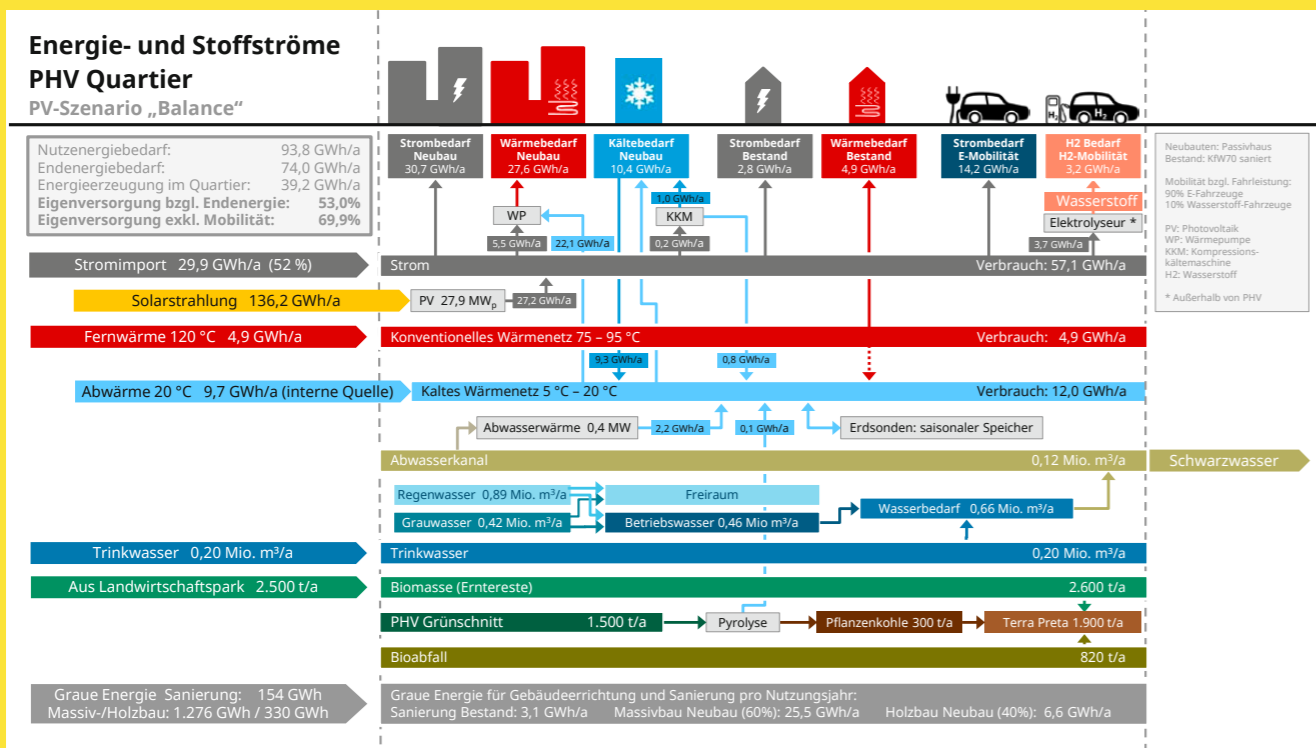 Energie- und Stoffströme
PHV Quartier
PV-Szenario „Balance“
Nutzenergiebedarf: 93,8 GWh/a
Endenergiebedarf: 74,0 GWh/a
Energieerzeugung im Quartier: 39,2 GWh/a
Eigenversorgung bzgl. Endenergie: 53,0%
Eigenversorgung exkl. Mobilität: 69,9%
H₂
H₂
Strombedarf
Neubau
30,7 GWh/a
Wärmebedarf
Neubau
27,6 GWh/a
Kältebedarf
Neubau
10,4 GWh/a
Strombedarf
Bestand
2,8 GWh/a
Wärmebedarf
Bestand
4,9 GWh/a
Strombedarf
E-Mobilität
14,2 GWh/a
H2 Bedarf
H2-Mobilität
3,2 GWh/a
Neubauten: Passivhaus
Bestand: KfW70 saniert
Mobilität bzgl. Fahrleistung:
90% E-Fahrzeuge
10% Wasserstoff-Fahrzeuge
PV: Photovoltaik
WP: Wärmepumpe
KKM: Kompressions-
kältemaschine
H2: Wasserstoff
* Außerhalb von PHV
1,0 GWh/a
Wasserstoff
WP
KKM
Elektrolyseur *
5,5 GWh/a
22,1 GWh/a
0,2 GWh/a
3,7 GWh/a
Stromimport 29,9 GWh/a (52 %)
Strom
Verbrauch: 57,1 GWh/a
Solarstrahlung 136,2 GWh/a
PV 27,9 MWₚ
27,2 GWh/a
Fernwärme 120 °C 4,9 GWh/a
Konventionelles Wärmenetz 75 – 95 °C
Verbrauch: 4,9 GWh/a
9,3 GWh/a
0,8 GWh/a
Abwärme 20 °C 9,7 GWh/a (interne Quelle)
Kaltes Wärmenetz 5 °C – 20 °C
Verbrauch: 12,0 GWh/a
Abwasserwärme 0,4 MW
2,2 GWh/a
0,1 GWh/a
Erdsonden: saisonaler Speicher
Abwasserkanal
0,12 Mio. m³/a
Schwarzwasser
Regenwasser 0,89 Mio. m³/a
Freiraum
Wasserbedarf 0,66 Mio. m³/a
Grauwasser 0,42 Mio. m³/a
Betriebswasser 0,46 Mio m³/a
Trinkwasser 0,20 Mio. m³/a
Trinkwasser
0,20 Mio. m³/a
Aus Landwirtschaftspark 2.500 t/a
Biomasse (Erntereste)
2.600 t/a
PHV Grünschnitt
1.500 t/a
Pyrolyse
Pflanzenkohle 300 t/a
Terra Preta 1.900 t/a
Bioabfall
820 t/a
Graue Energie Sanierung: 154 GWh
Massiv-/Holzbau: 1.276 GWh / 330 GWh
Graue Energie für Gebäudeerrichtung und Sanierung pro Nutzungsjahr:
Sanierung Bestand: 3,1 GWh/a Massivbau Neubau (60%): 25,5 GWh/a Holzbau Neubau (40%): 6,6 GWh/a